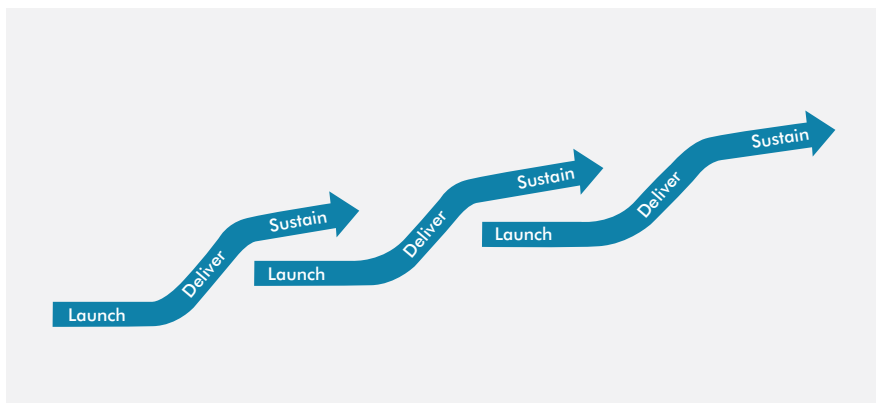 Launch
Deliver
Sustain
Launch
Deliver
Sustain
Launch
Deliver
Sustain